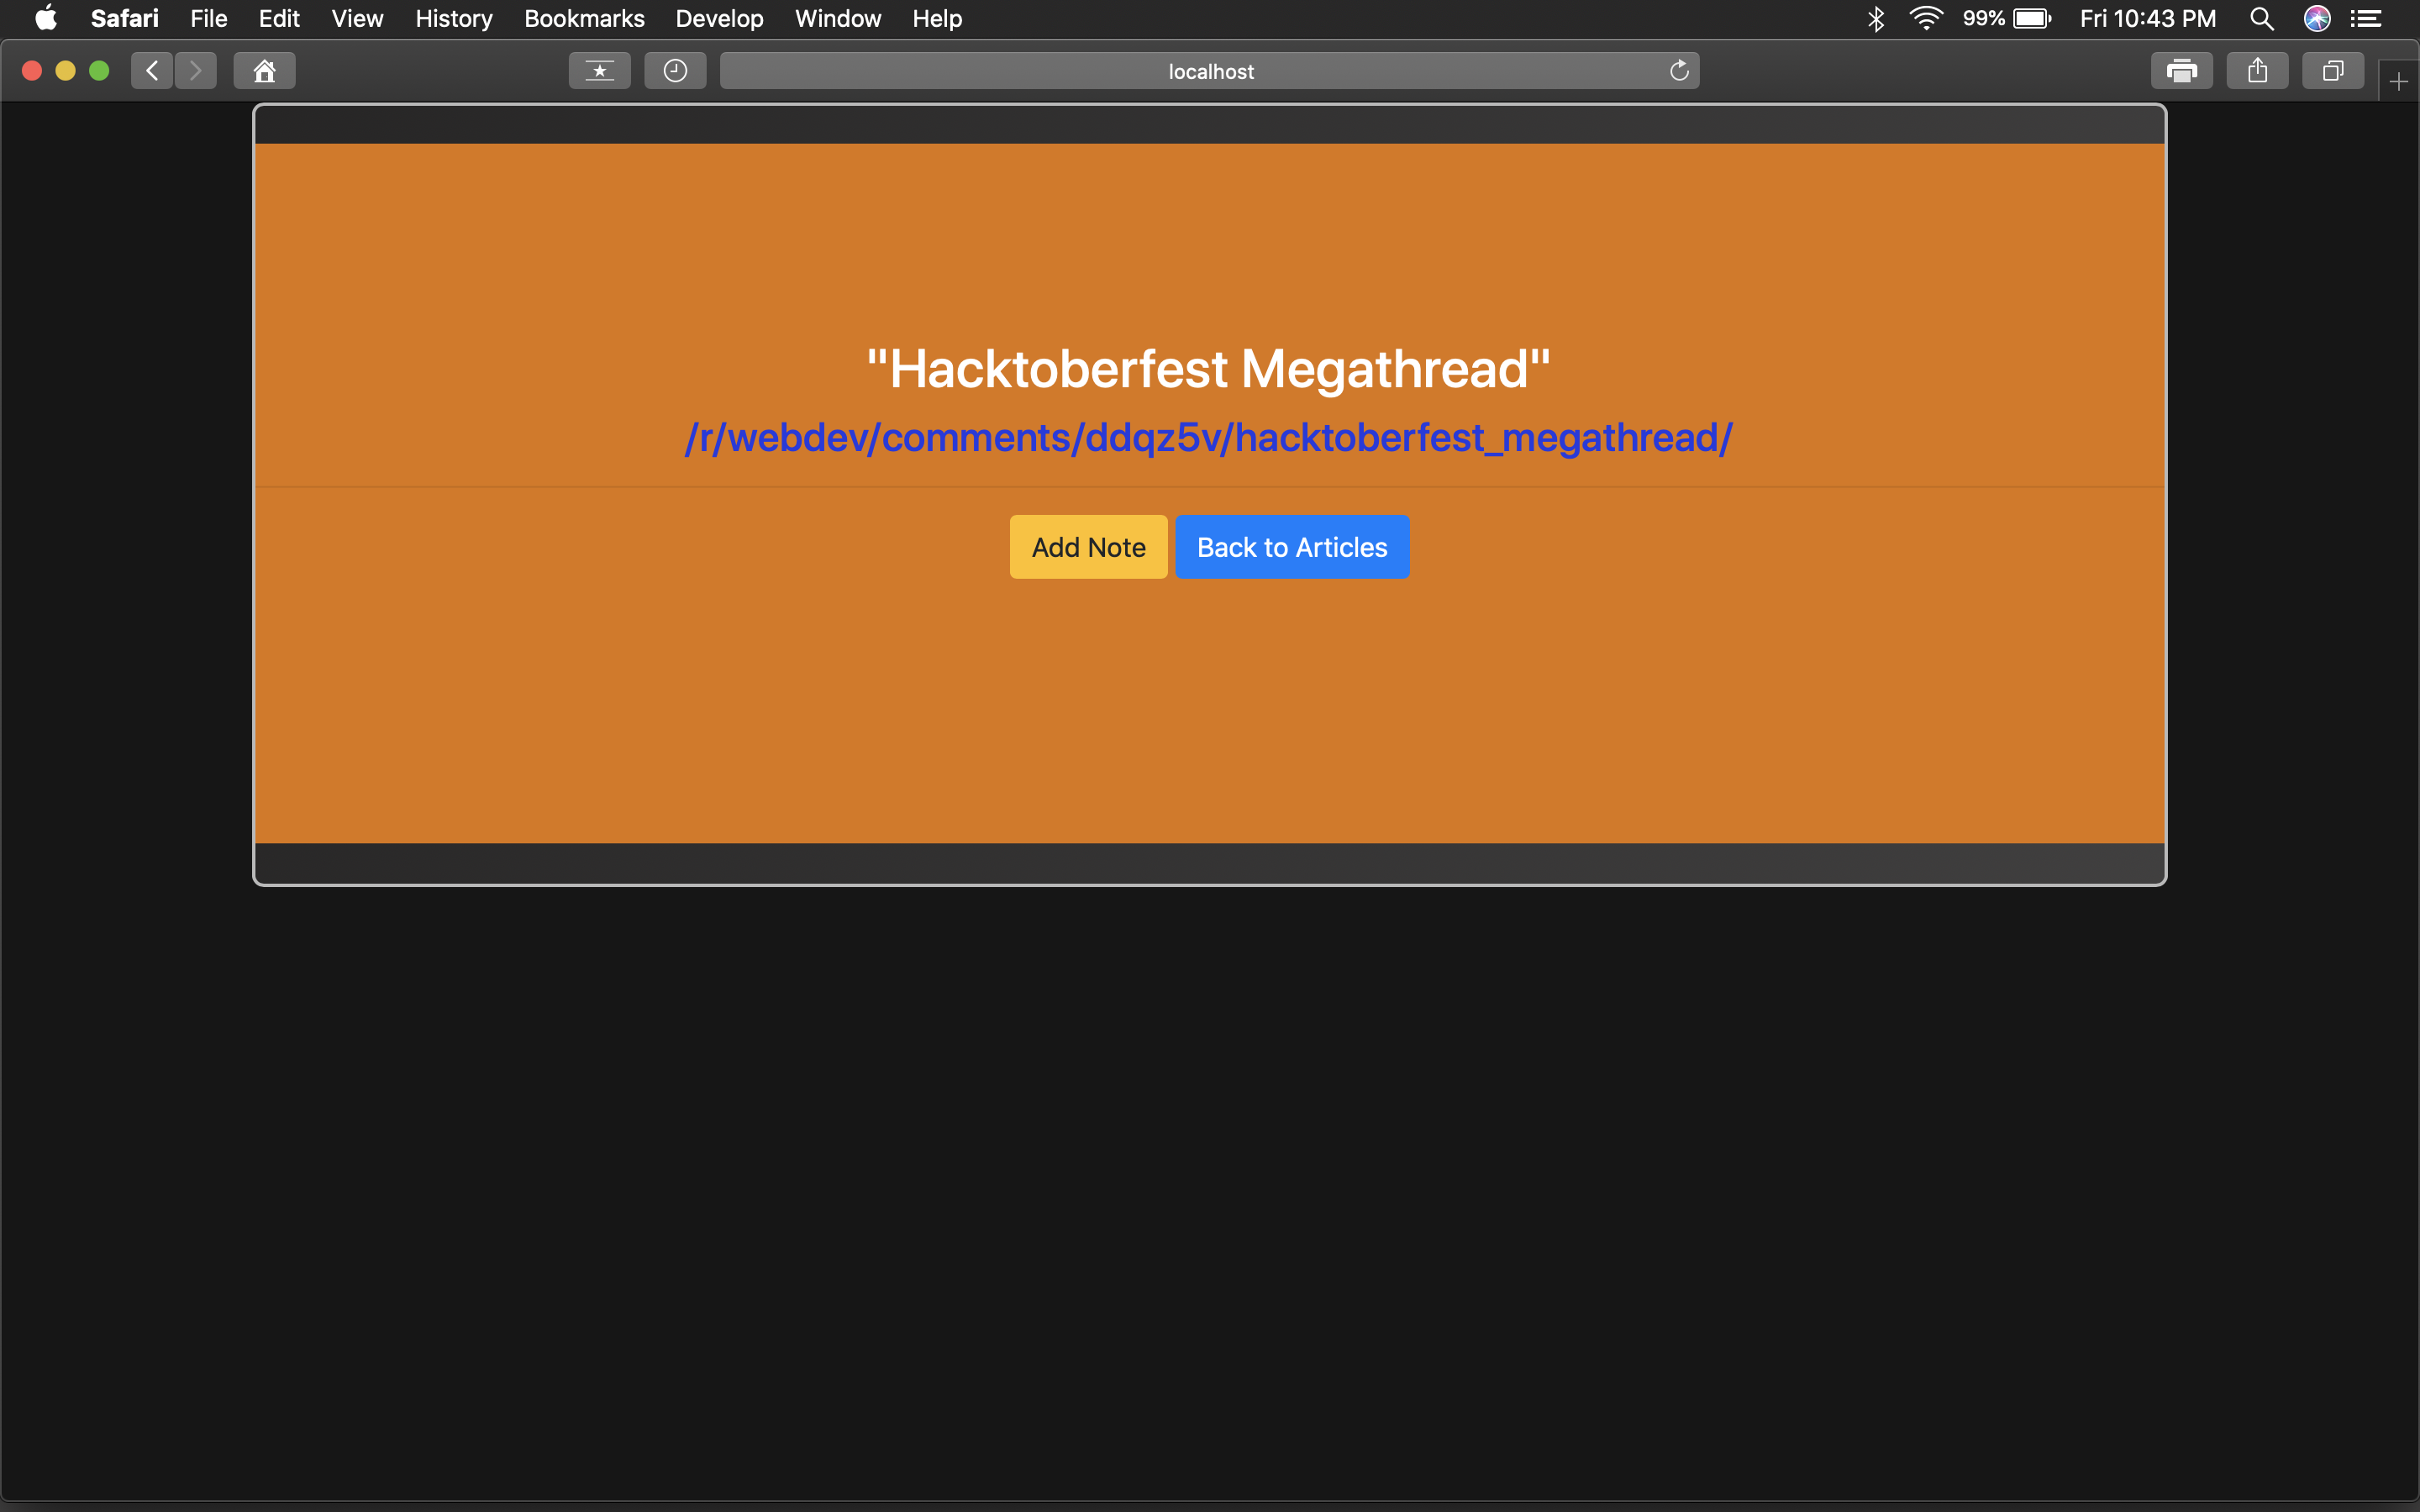 Safari File Edit View History Bookmarks Develop Window Help 99% Fri 10:43 PM
localhost
"Hacktoberfest Megathread"
/r/webdev/comments/ddqz5v/hacktoberfest_megathread/
Add Note Back to Articles